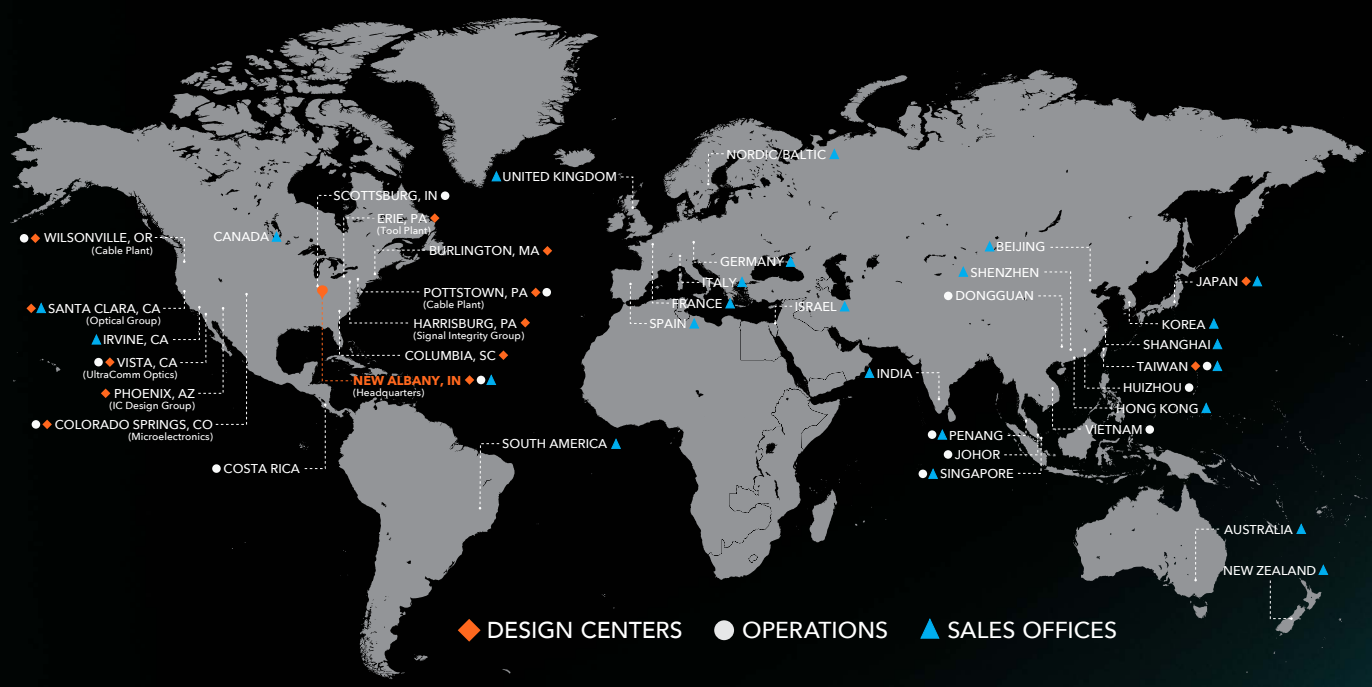 NORDIC/BALTIC
UNITED KINGDOM
SCOTTSBURG, IN
ERIE, PA
(Tool Plant)
WILSONVILLE, OR
(Cable Plant)
CANADA
BURLINGTON, MA
BEIJING
GERMANY
SHENZHEN
ITALY
JAPAN
POTTSTOWN, PA
(Cable Plant)
DONGGUAN
FRANCE
ISRAEL
SANTA CLARA, CA
(Optical Group)
HARRISBURG, PA
(Signal Integrity Group)
SPAIN
KOREA
IRVINE, CA
SHANGHAI
COLUMBIA, SC
VISTA, CA
(UltraComm Optics)
TAIWAN
INDIA
NEW ALBANY, IN
(Headquarters)
HUIZHOU
PHOENIX, AZ
(IC Design Group)
HONG KONG
COLORADO SPRINGS, CO
(Microelectronics)
VIETNAM
PENANG
SOUTH AMERICA
JOHOR
COSTA RICA
SINGAPORE
AUSTRALIA
NEW ZEALAND
DESIGN CENTERS
OPERATIONS
SALES OFFICES